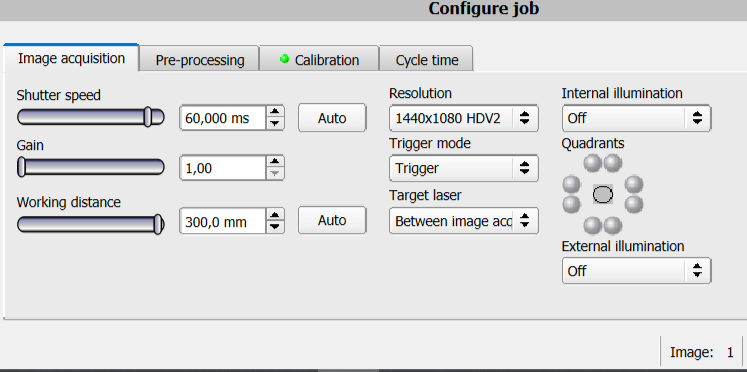 Configure job
Image acquisition
Pre-processing
Calibration
Cycle time
Shutter speed
60,000 ms
Auto
Gain
1,00
Working distance
300,0 mm
Auto
Resolution
1440x1080 HDV2
Trigger mode
Trigger
Target laser
Between image acq
Internal illumination
Off
Quadrants
External illumination
Off
Image: 1